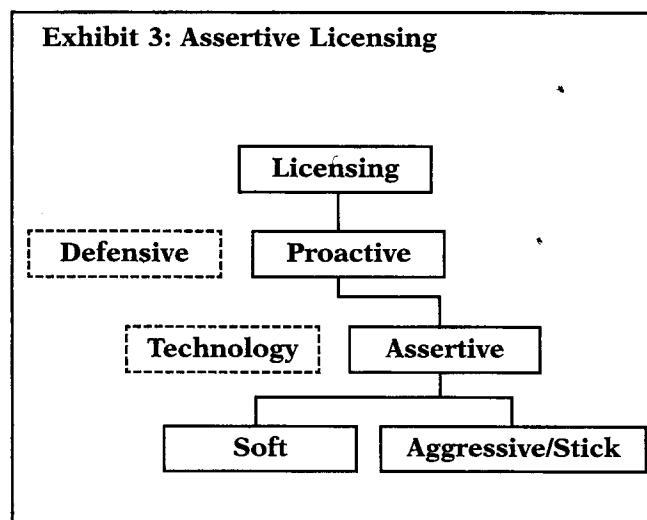 Exhibit 3: Assertive Licensing
Licensing
Defensive
Proactive
Technology
Assertive
Soft
Aggressive/Stick